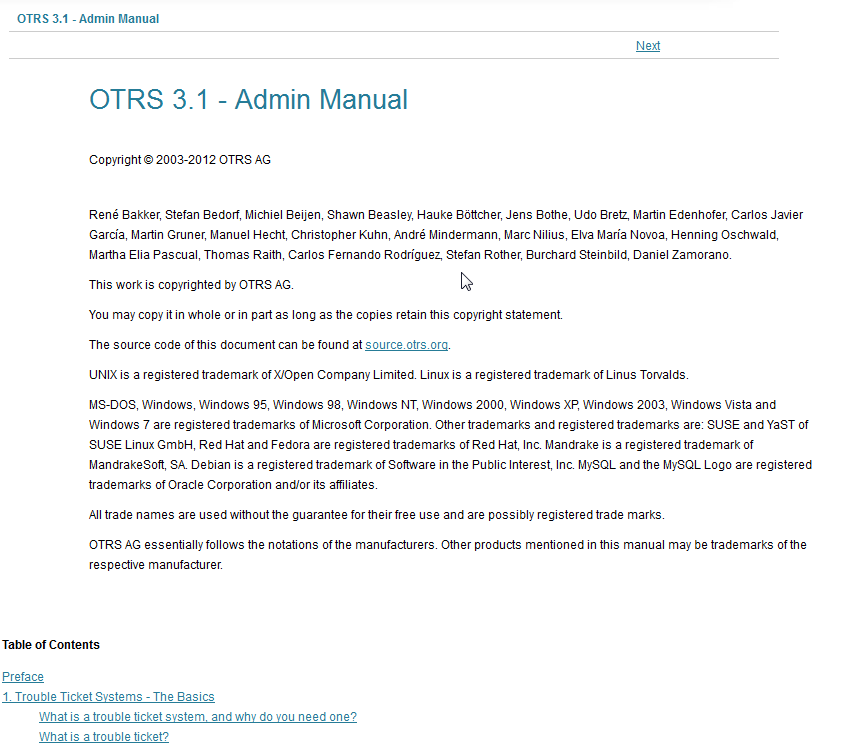 OTRS 3.1 - Admin Manual
Next
OTRS 3.1 - Admin Manual
Copyright © 2003-2012 OTRS AG
René Bakker, Stefan Bedorf, Michiel Beijen, Shawn Beasley, Hauke Böttcher, Jens Bothe, Udo Bretz, Martin Edenhofer, Carlos Javier
García, Martin Gruner, Manuel Hecht, Christopher Kuhn, André Mindermann, Marc Nilius, Elva María Novoa, Henning Oschwald,
Martha Elia Pascual, Thomas Raith, Carlos Fernando Rodríguez, Stefan Rother, Burchard Steinbild, Daniel Zamorano.
This work is copyrighted by OTRS AG.
You may copy it in whole or in part as long as the copies retain this copyright statement.
The source code of this document can be found at source.otrs.org.
UNIX is a registered trademark of X/Open Company Limited. Linux is a registered trademark of Linus Torvalds.
MS-DOS, Windows, Windows 95, Windows 98, Windows NT, Windows 2000, Windows XP, Windows 2003, Windows Vista and
Windows 7 are registered trademarks of Microsoft Corporation. Other trademarks and registered trademarks are: SUSE and YaST of
SUSE Linux GmbH, Red Hat and Fedora are registered trademarks of Red Hat, Inc. Mandrake is a registered trademark of
MandrakeSoft, SA. Debian is a registered trademark of Software in the Public Interest, Inc. MySQL and the MySQL Logo are registered
trademarks of Oracle Corporation and/or its affiliates.
All trade names are used without the guarantee for their free use and are possibly registered trade marks.
OTRS AG essentially follows the notations of the manufacturers. Other products mentioned in this manual may be trademarks of the
respective manufacturer.
Table of Contents
Preface
1. Trouble Ticket Systems - The Basics
What is a trouble ticket system, and why do you need one?
What is a trouble ticket?